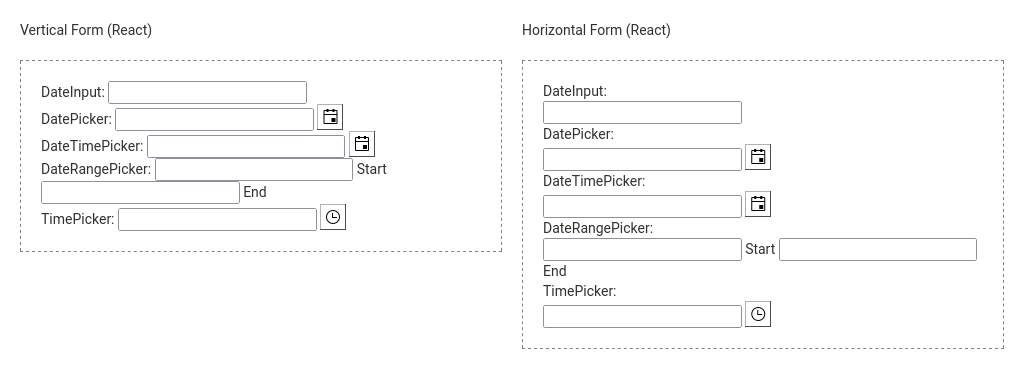 Vertical Form (React)
DateInput:
DatePicker:
DateTimePicker:
DateRangePicker: Start
End
TimePicker:
Horizontal Form (React)
DateInput:
DatePicker:
DateTimePicker:
DateRangePicker:
Start
End
TimePicker: